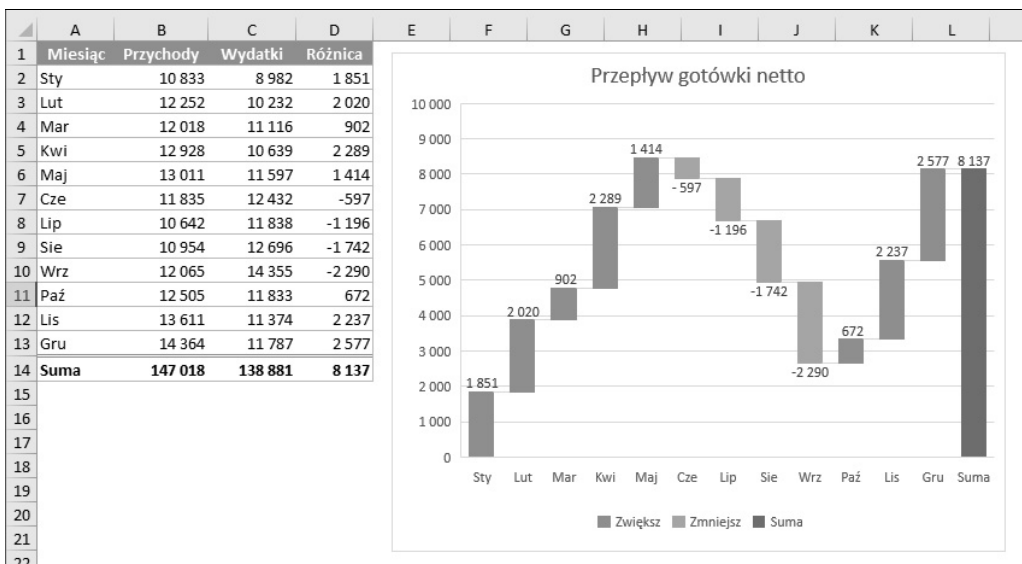 A B C D E F G H I J K L
1 Miesiąc Przychody Wydatki Różnica
2 Sty 10 833 8 982 1 851
3 Lut 12 252 10 232 2 020
4 Mar 12 018 11 116 902
5 Kwi 12 928 10 639 2 289
6 Maj 13 011 11 597 1 414
7 Cze 11 835 12 432 -597
8 Lip 10 642 11 838 -1 196
9 Sie 10 954 12 696 -1 742
10 Wrz 12 065 14 355 -2 290
11 Paź 12 505 11 833 672
12 Lis 13 611 11 374 2 237
13 Gru 14 364 11 787 2 577
14 Suma 147 018 138 881 8 137
15
16
17
18
19
20
21
22
Przepływ gotówki netto
10 000
9 000
8 000
7 000
6 000
5 000
4 000
3 000
2 000
1 000
0
1 851
2 020
902
2 289
1 414
- 597
-1 196
-1 742
-2 290
672
2 237
2 577
8 137
Sty Lut Mar Kwi Maj Cze Lip Sie Wrz Paź Lis Gru Suma
Zwiększ Zmniejsz Suma